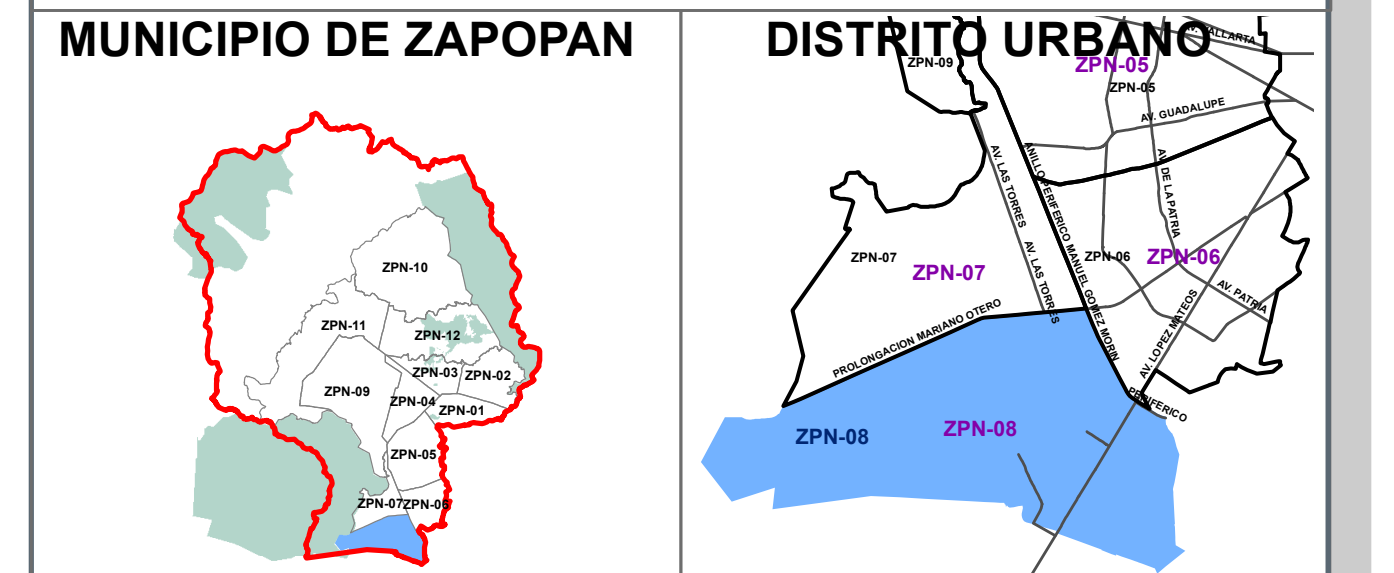 MUNICIPIO DE ZAPOPAN
ZPN-10
ZPN-11
ZPN-12
ZPN-03
ZPN-02
ZPN-09
ZPN-04
ZPN-01
ZPN-05
ZPN-07
ZPN-06
DISTRITO URBANO
AV. VALLARTA
ZPN-09
ZPN-05
ZPN-05
AV. GUADALUPE
AV. LAS TORRES
ANILLO PERIFERICO MANUEL GOMEZ MORIN
AV. DE LA PATRIA
ZPN-07
ZPN-07
AV. LAS TORRES
ZPN-06
ZPN-06
AV. PATRIA
PROLONGACION MARIANO OTERO
AV. LOPEZ MATEOS
PERIFERICO
ZPN-08
ZPN-08